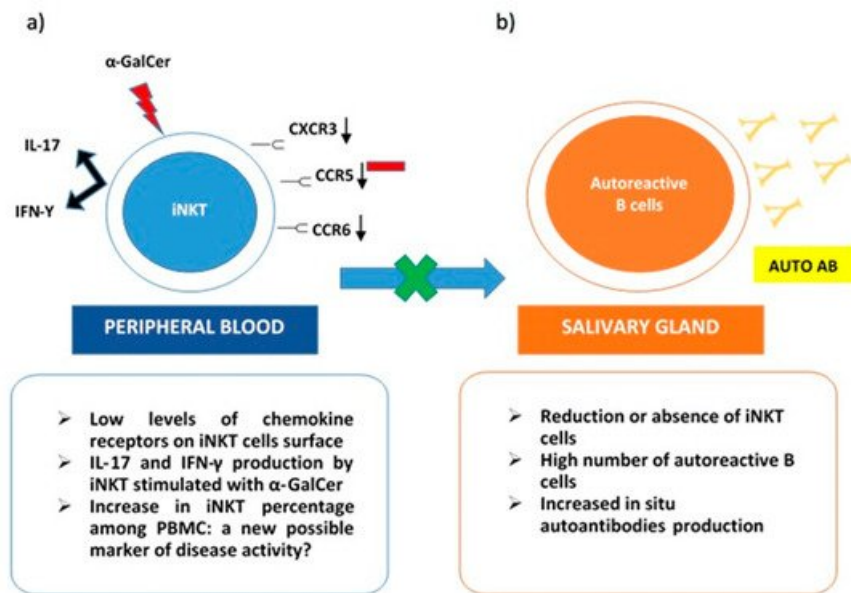 a)
α-GalCer
IL-17
IFN-Y
iNKT
CXCR3
CCR5
CCR6
PERIPHERAL BLOOD
➢ Low levels of chemokine
receptors on iNKT cells surface
➢ IL-17 and IFN-γ production by
iNKT stimulated with α-GalCer
➢ Increase in iNKT percentage
among PBMC: a new possible
marker of disease activity?
b)
Autoreactive
B cells
AUTO AB
SALIVARY GLAND
➢ Reduction or absence of iNKT
cells
➢ High number of autoreactive B
cells
➢ Increased in situ
autoantibodies production